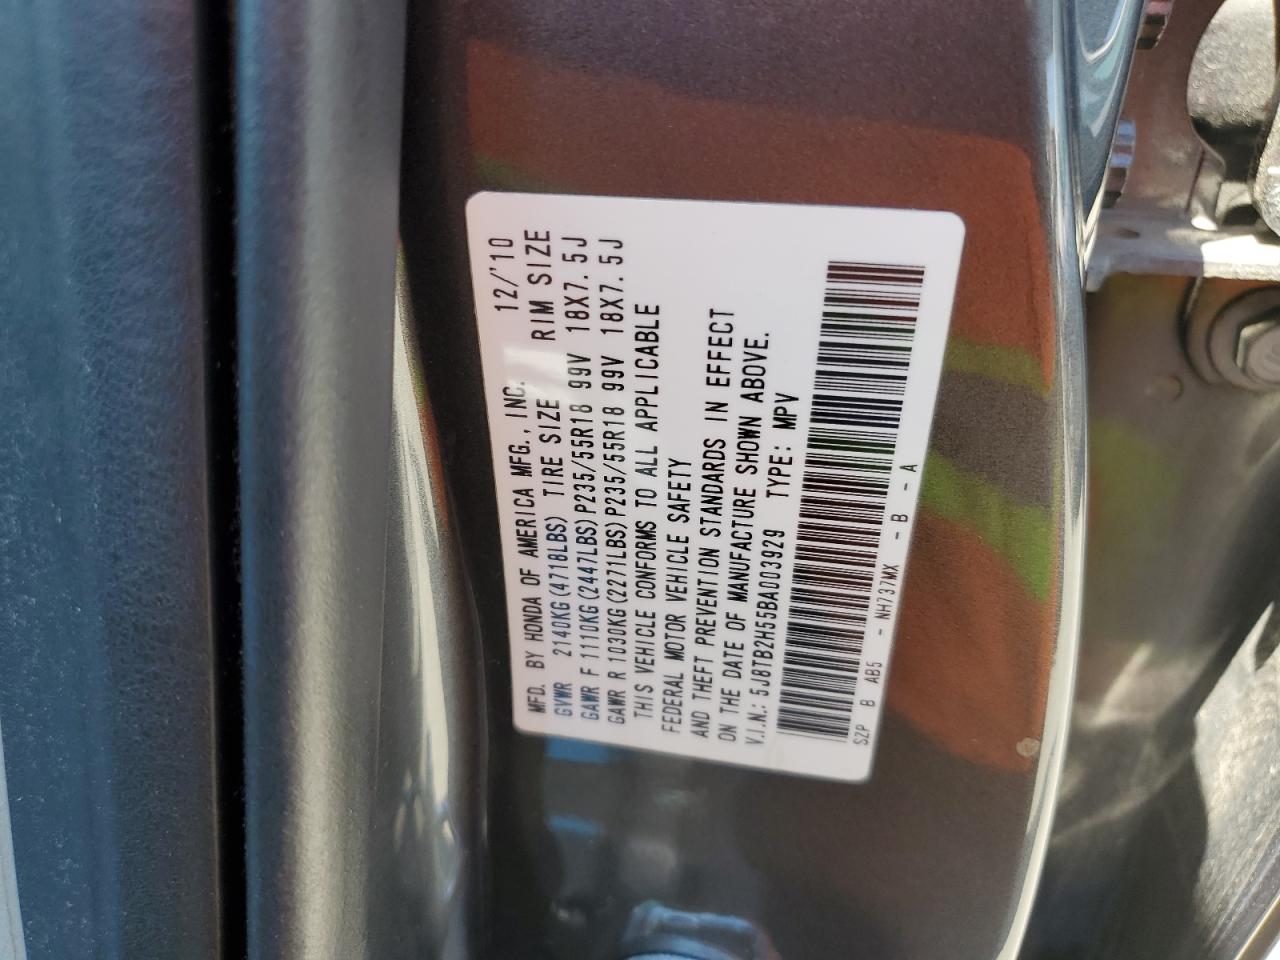 MFD. BY HONDA OF AMERICA MFG., INC. 12/'10
GVWR 2140KG(4718LBS) TIRE SIZE RIM SIZE
GAWR F 1110KG(2447LBS)P235/55R18 99V 18X7.5J
GAWR R 1030KG(2271LBS)P235/55R18 99V 18X7.5J
THIS VEHICLE CONFORMS TO ALL APPLICABLE
FEDERAL MOTOR VEHICLE SAFETY
AND THEFT PREVENTION STANDARDS IN EFFECT
ON THE DATE OF MANUFACTURE SHOWN ABOVE.
V.I.N.: 5J8TB2H55BA003929 TYPE: MPV
SZP B AB5 - NH737MX - B - A